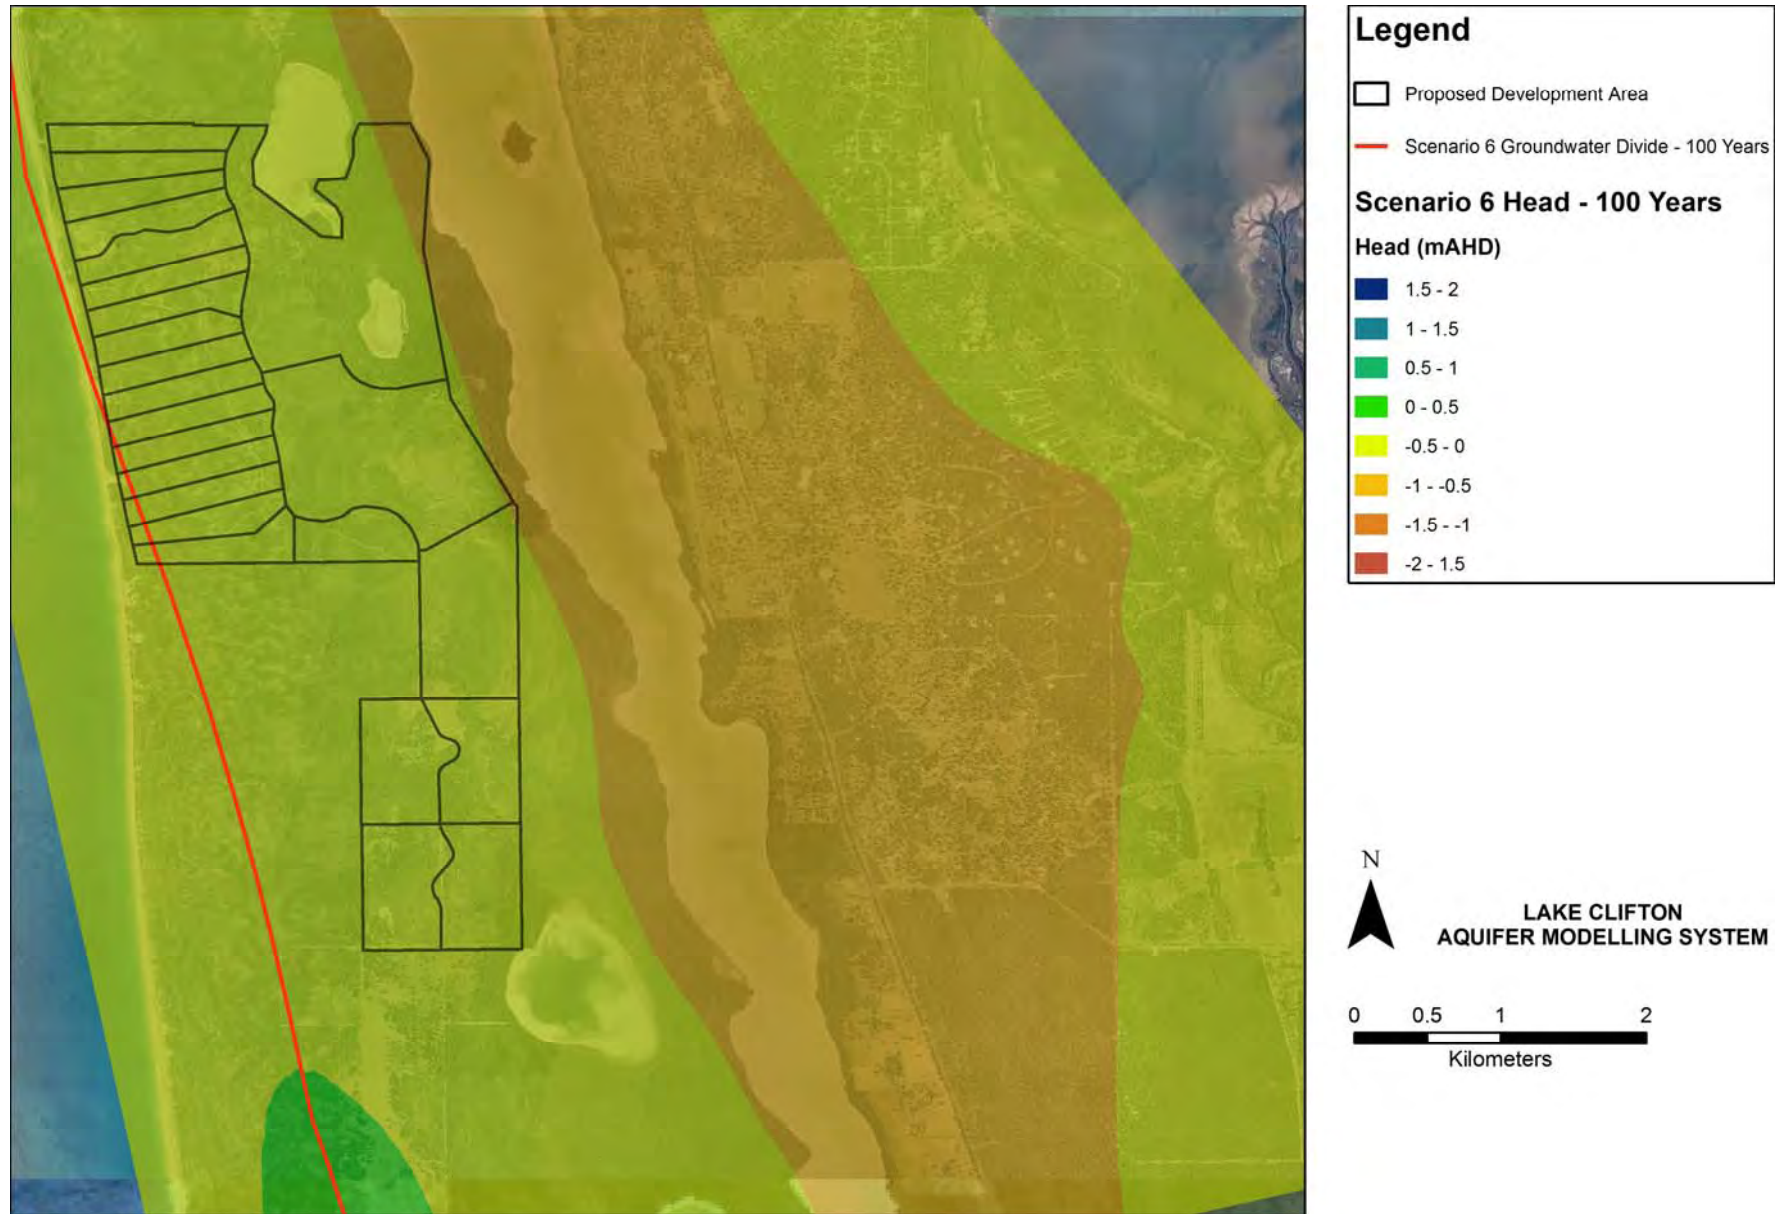 Legend
Proposed Development Area
Scenario 6 Groundwater Divide - 100 Years
Scenario 6 Head - 100 Years
Head (mAHD)
1.5 - 2
1 - 1.5
0.5 - 1
0 - 0.5
-0.5 - 0
-1 - -0.5
-1.5 - -1
-2 - 1.5
N
LAKE CLIFTON
AQUIFER MODELLING SYSTEM
0 0.5 1 2
Kilometers